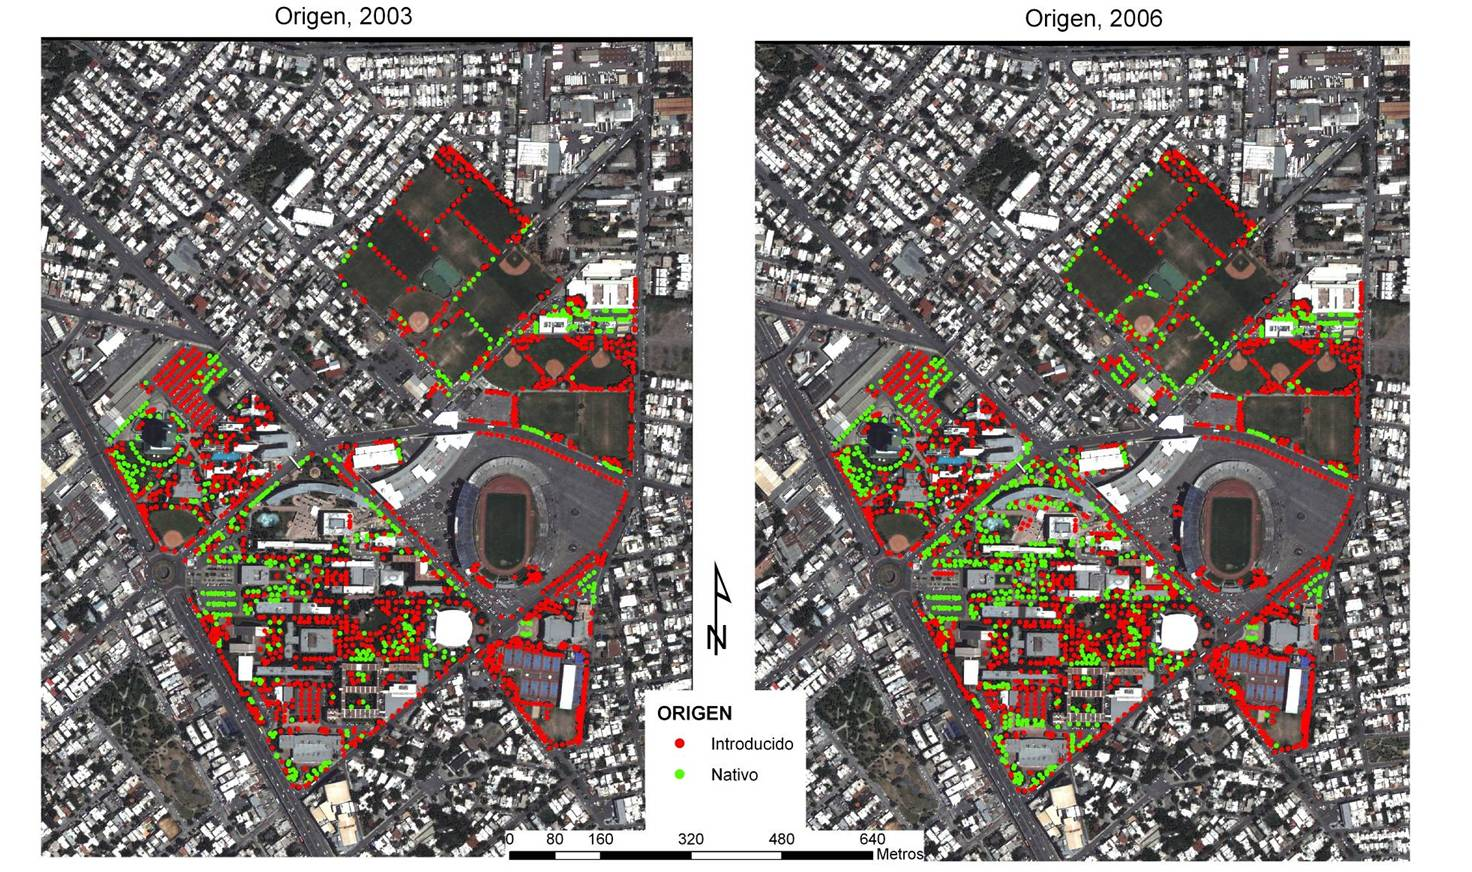 Origen, 2003
Origen, 2006
N
ORIGEN
Introducido
Nativo
0 80 160 320 480 640
Metros